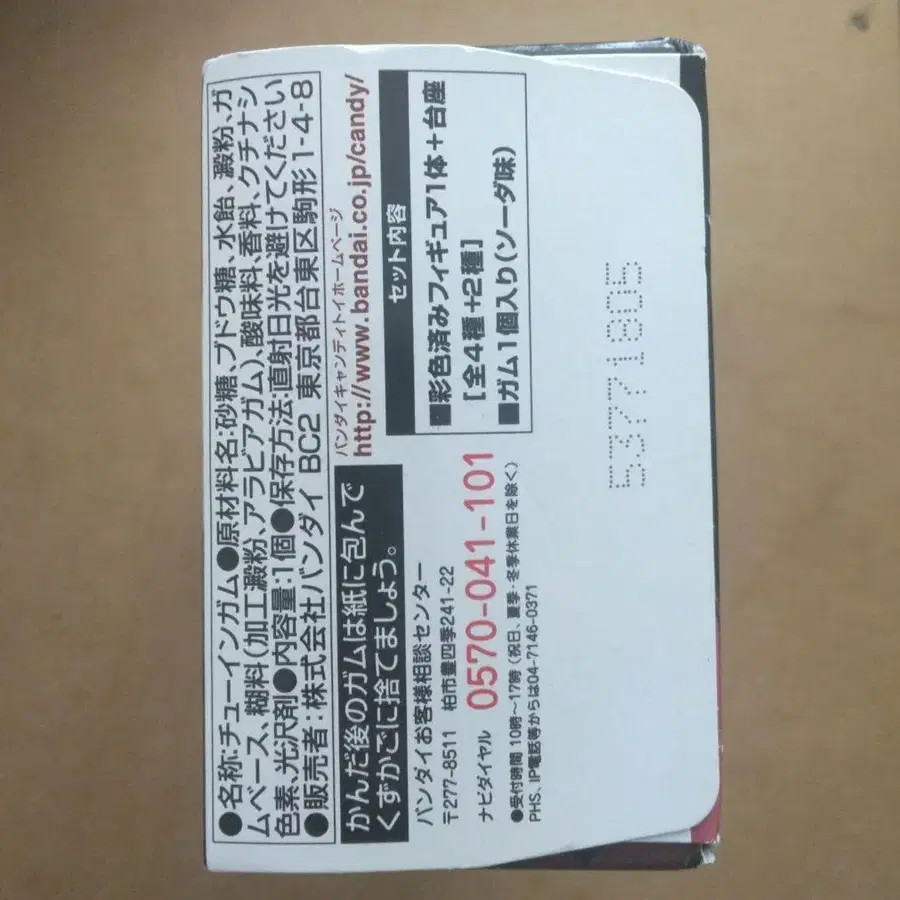 ●名称:チューインガム●原材料名:砂糖、ブドウ糖、水飴、澱粉、ガ
ムベース、糊料(加工澱粉、アラビアガム)、酸味料、香料、クチナシ
色素、光沢剤●内容量:1個●保存方法:直射日光を避けてください
●販売者:株式会社バンダイ BC2 東京都台東区駒形1-4-8
かんだ後のガムは紙に包んで
くずかごに捨てましょう。
バンダイお客様相談センター
〒277-8511 柏市豊四季241-22
ナビダイヤル 0570-041-101
●受付時間 10時〜17時(祝日、夏季・冬季休業日を除く)
PHS、IP電話等からは04-7146-0371
バンダイキャンディトイホームページ
http://www.bandai.co.jp/candy/
セット内容
■彩色済みフィギュア1体+台座
[全4種+2種]
■ガム1個入り(ソーダ味)
53771805